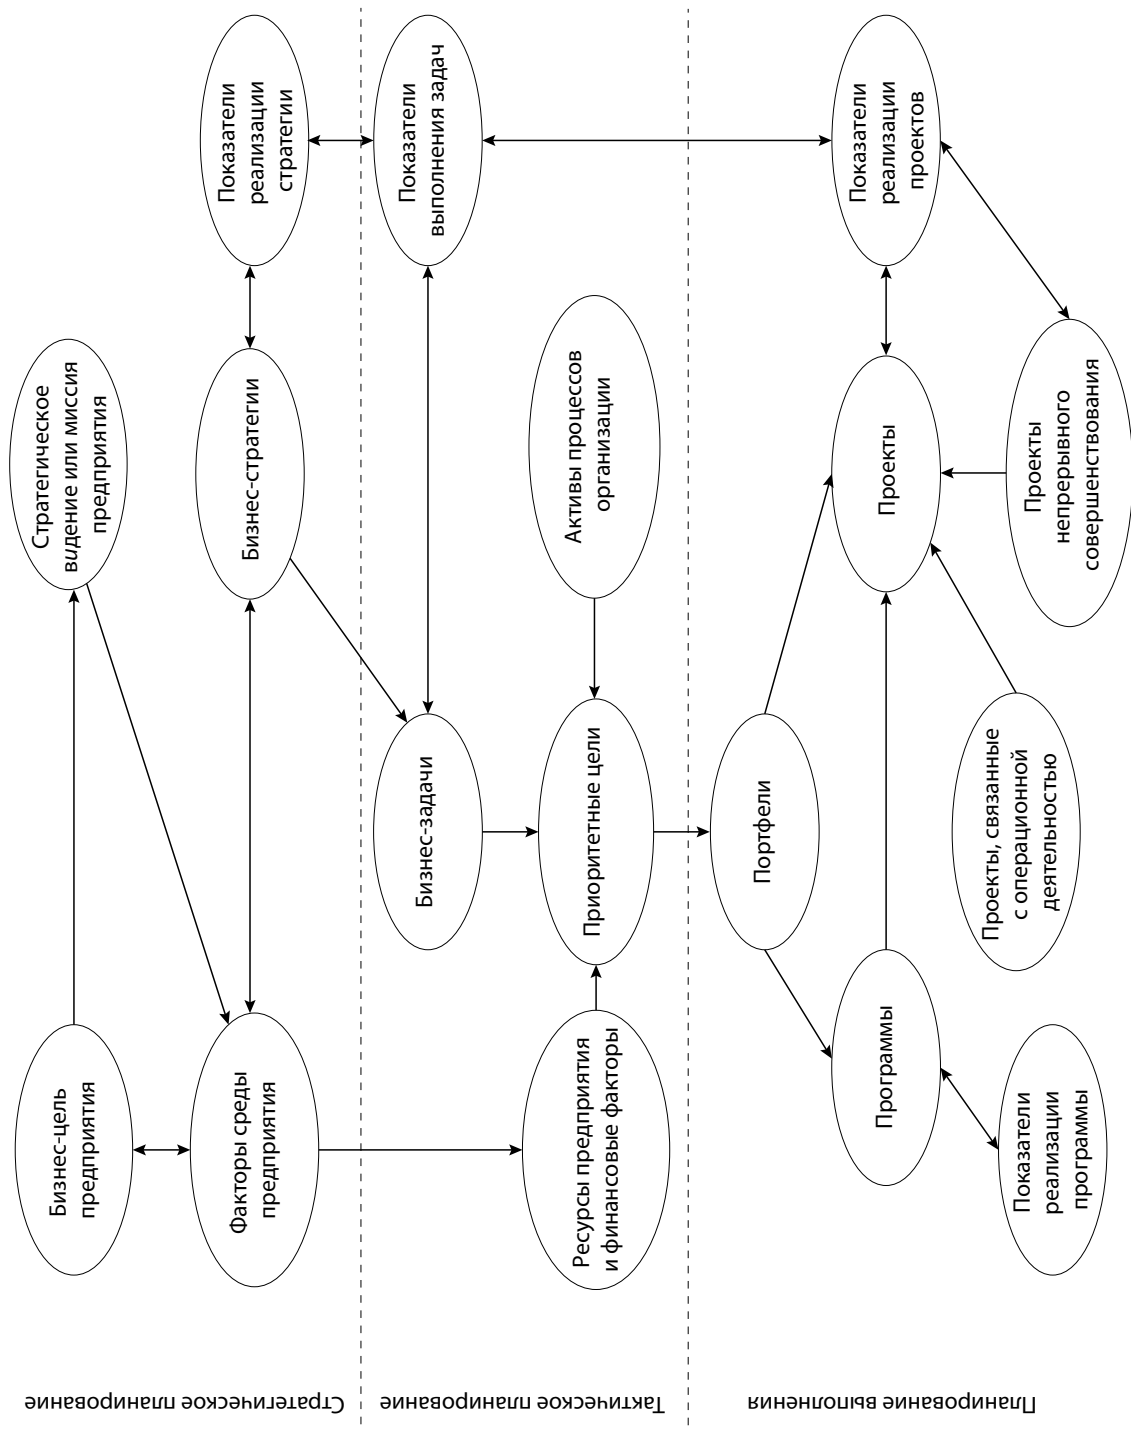 Стратегическое планирование
Бизнес-цель
предприятия
Стратегическое
видение или миссия
предприятия
Факторы среды
предприятия
Бизнес-стратегии
Показатели
реализации
стратегии
Тактическое планирование
Бизнес-задачи
Показатели
выполнения задач
Ресурсы предприятия
и финансовые факторы
Приоритетные цели
Активы процессов
организации
Планирование выполнения
Портфели
Программы
Проекты
Показатели
реализации
проектов
Показатели
реализации
программы
Проекты, связанные
с операционной
деятельностью
Проекты
непрерывного
совершенствования